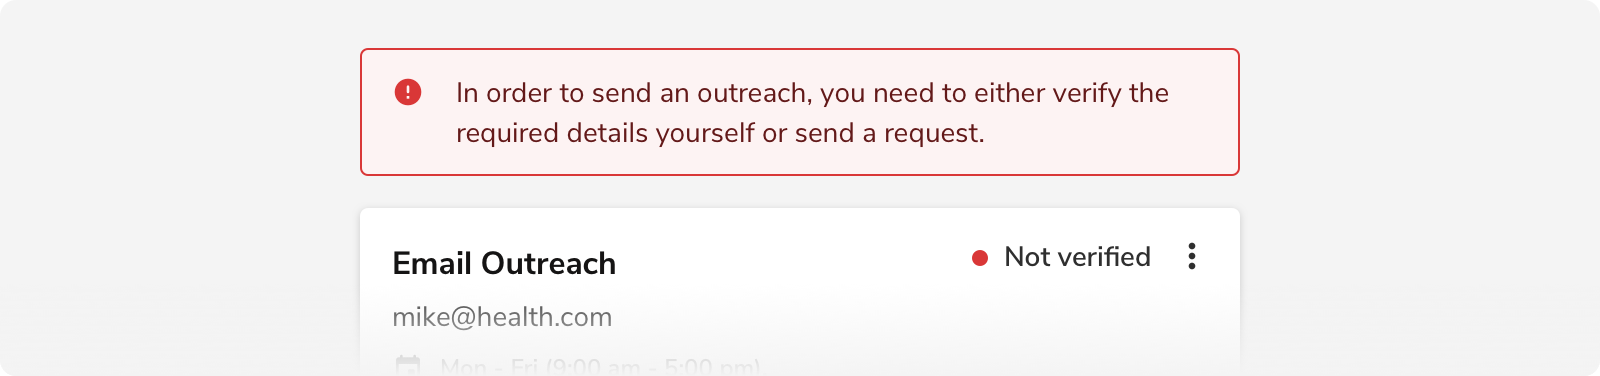 In order to send an outreach, you need to either verify the
required details yourself or send a request.
Email Outreach
Not verified
mike@health.com
Mon - Fri (9:00 am - 5:00 pm)